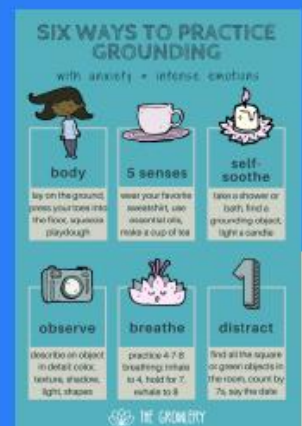 SIX WAYS TO PRACTICE
GROUNDING
with anxiety + intense emotions
body
lay on the ground,
press your toes into
the floor, squeeze
playdough
5 senses
wear your favorite
sweatshirt, use
essential oils,
make a cup of tea
self-
soothe
take a shower or
bath, find a
grounding object,
light a candle
observe
describe an object
in detail: color,
texture, shadow,
light, shapes
breathe
practice 4-7-8
breathing: inhale
to 4, hold for 7,
exhale to 8
distract
find all the square
or green objects in
the room, count by
7s, say the date
THE GROWLERY